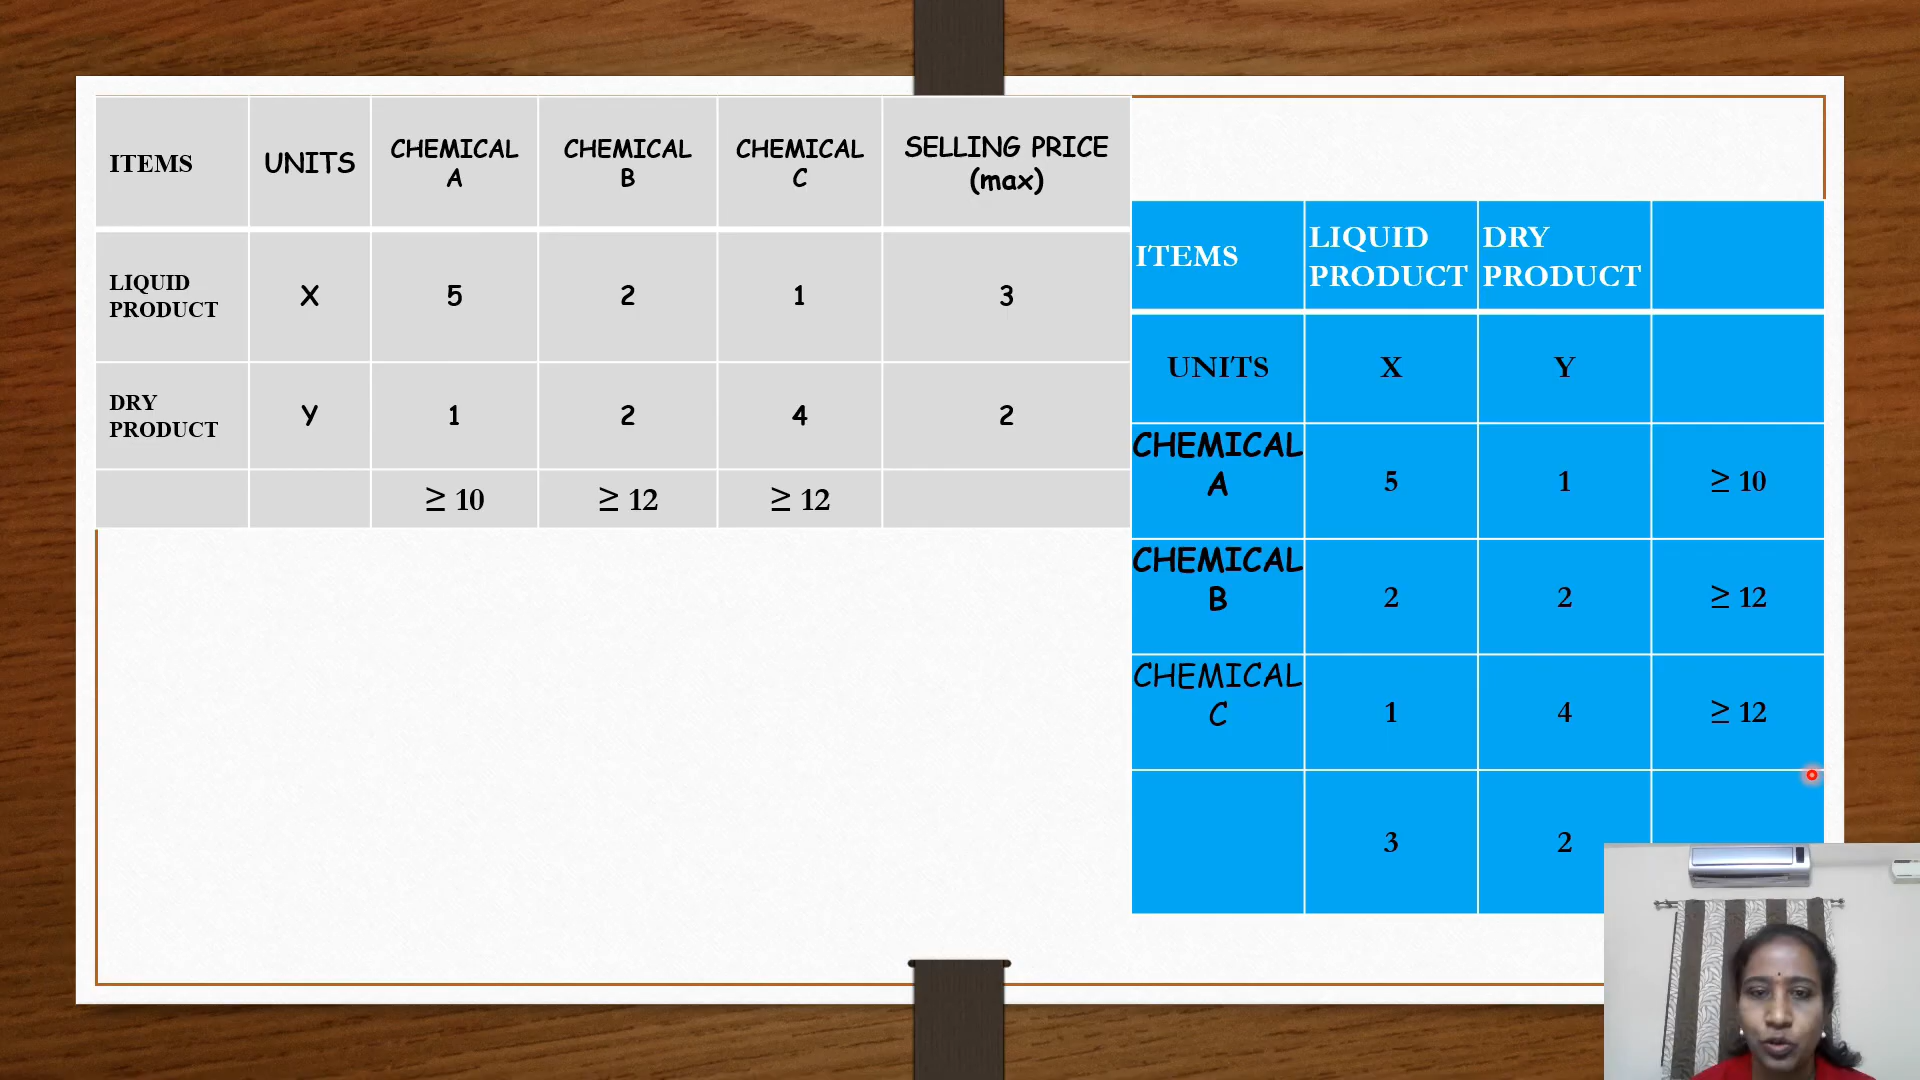 ITEMS
UNITS
CHEMICAL
A
CHEMICAL
B
CHEMICAL
C
SELLING PRICE
(max)
LIQUID
PRODUCT
X
5
2
1
3
DRY
PRODUCT
Y
1
2
4
2
≥ 10
≥ 12
≥ 12
ITEMS
LIQUID
PRODUCT
DRY
PRODUCT
UNITS
X
Y
CHEMICAL
A
5
1
≥ 10
CHEMICAL
B
2
2
≥ 12
CHEMICAL
C
1
4
≥ 12
3
2